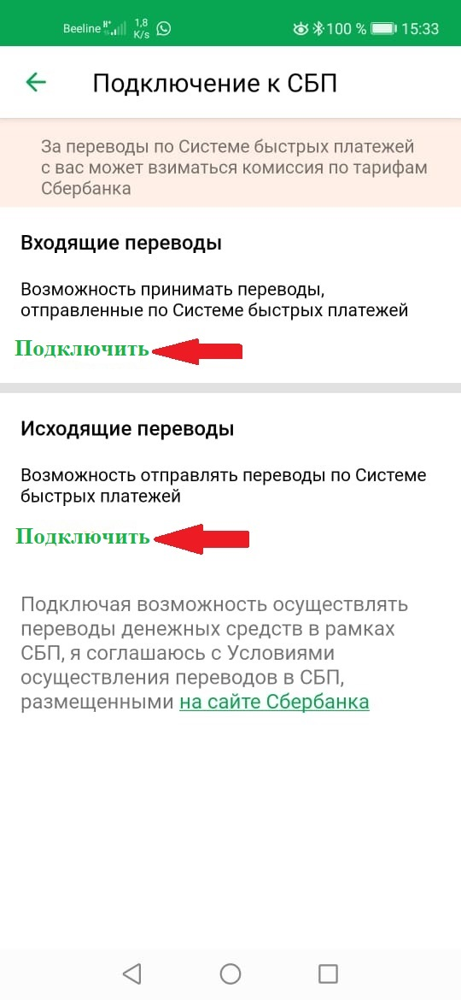 Beeline H+ 1,8 K/s 100 % 15:33
Подключение к СБП
За переводы по Системе быстрых платежей
с вас может взиматься комиссия по тарифам
Сбербанка
Входящие переводы
Возможность принимать переводы,
отправленные по Системе быстрых платежей
Подключить
Исходящие переводы
Возможность отправлять переводы по Системе
быстрых платежей
Подключить
Подключая возможность осуществлять
переводы денежных средств в рамках
СБП, я соглашаюсь с Условиями
осуществления переводов в СБП,
размещенными на сайте Сбербанка